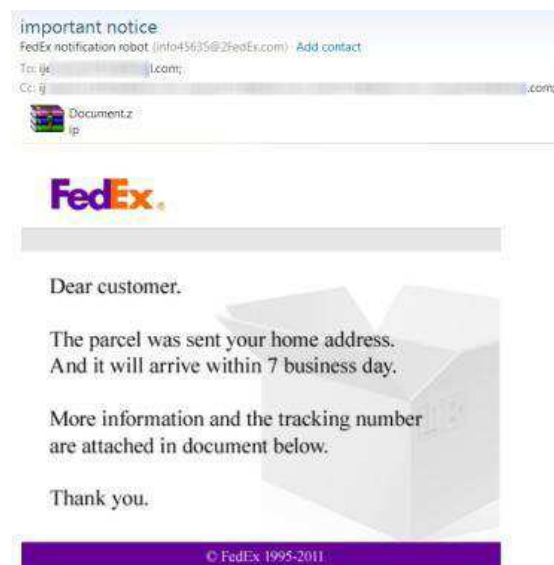 important notice
FedEx notification robot (info45635@2FedEx.com) Add contact
To:
Cc:
Document.z
ip
FedEx®
Dear customer.
The parcel was sent your home address.
And it will arrive within 7 business day.
More information and the tracking number
are attached in document below.
Thank you.
© FedEx 1995-2011